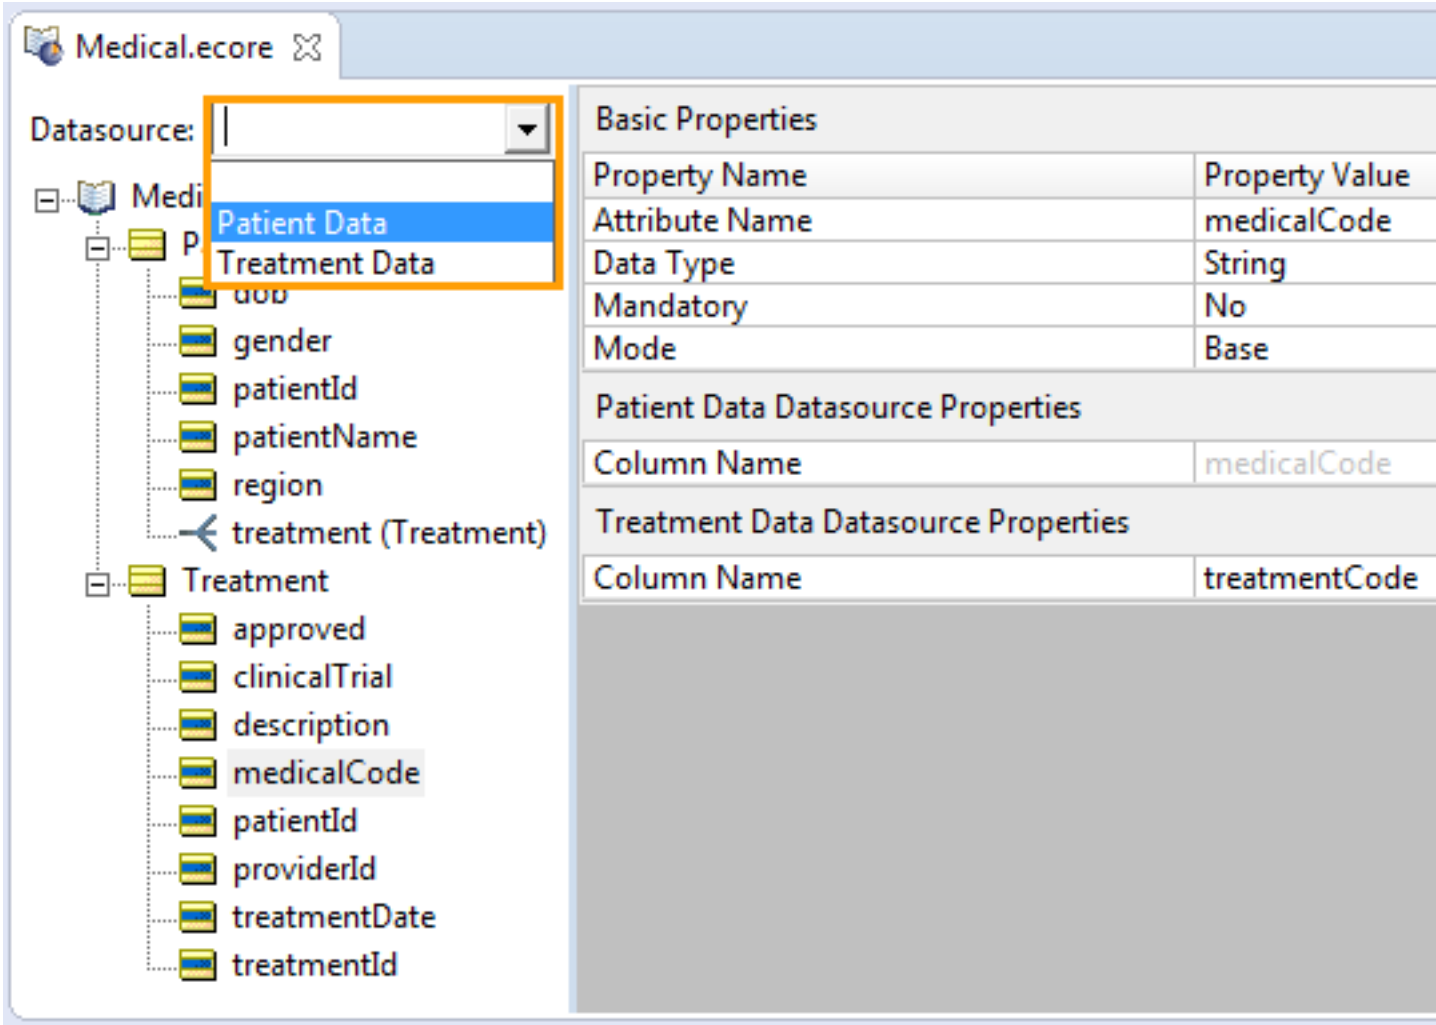 Medical.ecore
Datasource:
Patient Data
Treatment Data
Medi
P
dob
gender
patientId
patientName
region
treatment (Treatment)
Treatment
approved
clinicalTrial
description
medicalCode
patientId
providerId
treatmentDate
treatmentId
Basic Properties
Property Name Property Value
Attribute Name medicalCode
Data Type String
Mandatory No
Mode Base
Patient Data Datasource Properties
Column Name medicalCode
Treatment Data Datasource Properties
Column Name treatmentCode